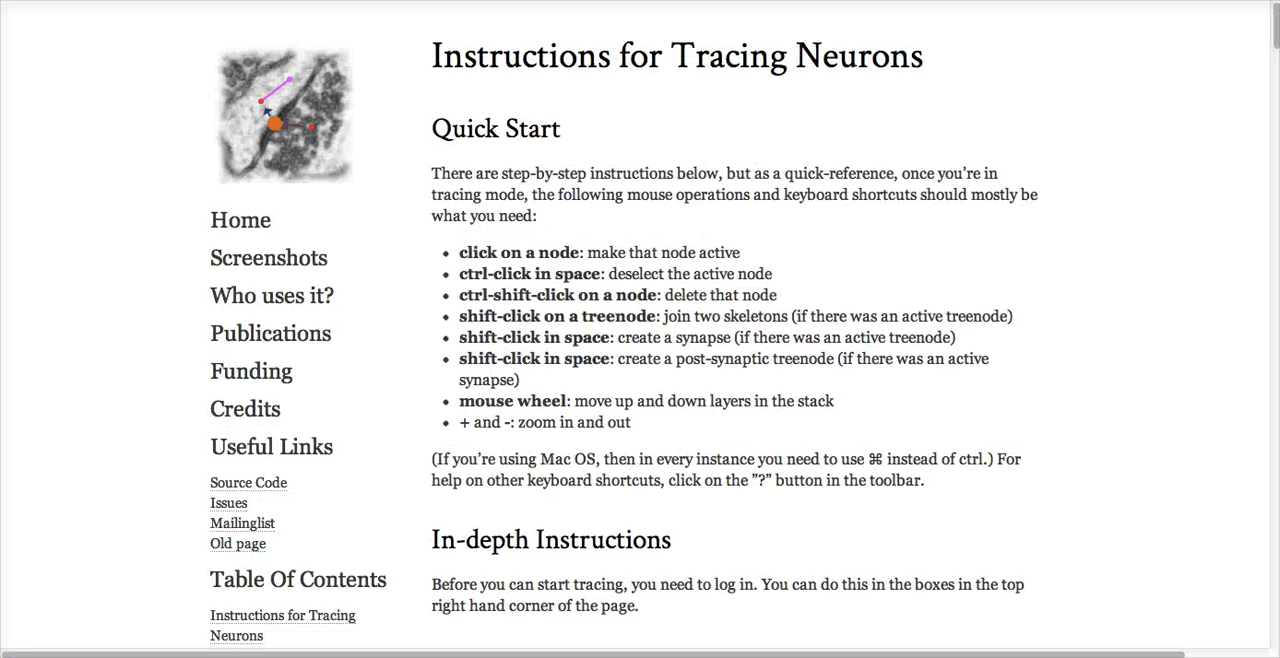 Instructions for Tracing Neurons
Quick Start
There are step-by-step instructions below, but as a quick-reference, once you’re in
tracing mode, the following mouse operations and keyboard shortcuts should mostly be
what you need:
• click on a node: make that node active
• ctrl-click in space: deselect the active node
• ctrl-shift-click on a node: delete that node
• shift-click on a treenode: join two skeletons (if there was an active treenode)
• shift-click in space: create a synapse (if there was an active treenode)
• shift-click in space: create a post-synaptic treenode (if there was an active
synapse)
• mouse wheel: move up and down layers in the stack
• + and -: zoom in and out
(If you’re using Mac OS, then in every instance you need to use ⌘ instead of ctrl.) For
help on other keyboard shortcuts, click on the ”?” button in the toolbar.
In-depth Instructions
Before you can start tracing, you need to log in. You can do this in the boxes in the top
right hand corner of the page.
Home
Screenshots
Who uses it?
Publications
Funding
Credits
Useful Links
Source Code
Issues
Mailinglist
Old page
Table Of Contents
Instructions for Tracing
Neurons